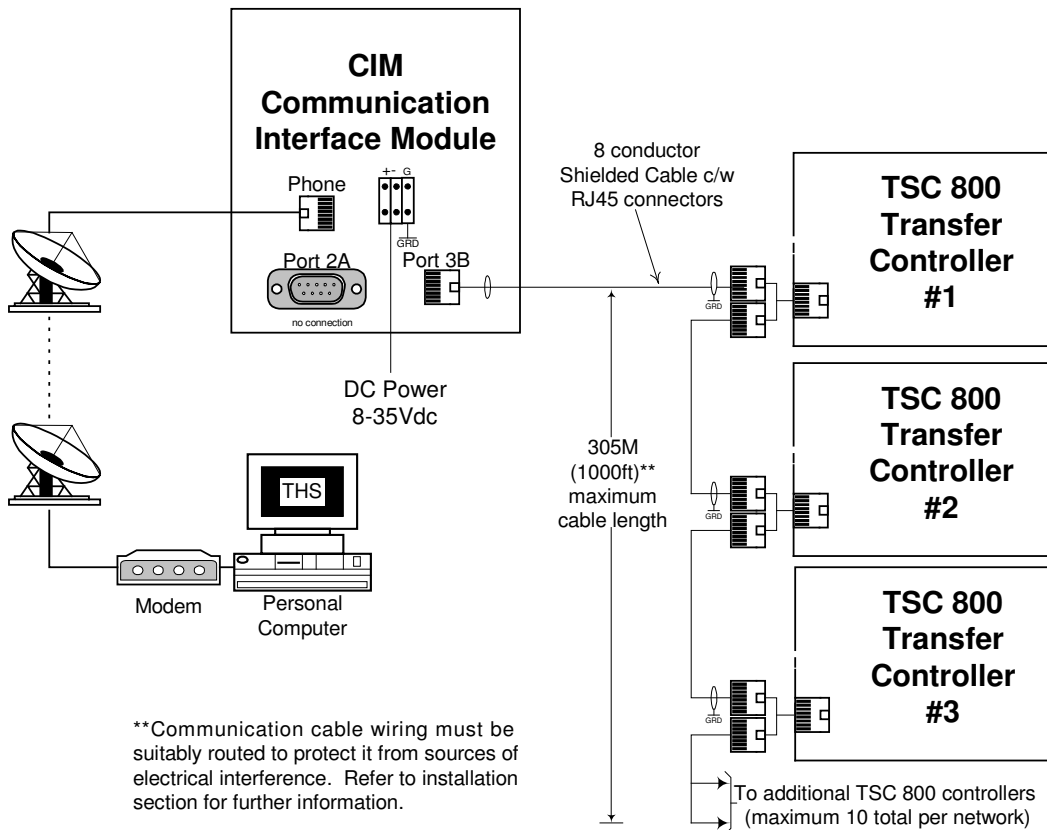 CIM
Communication
Interface Module
Phone
+- G
GRD
Port 2A
Port 3B
no connection
DC Power
8-35Vdc
8 conductor
Shielded Cable c/w
RJ45 connectors
GRD
TSC 800
Transfer
Controller
#1
305M
(1000ft)**
maximum
cable length
GRD
TSC 800
Transfer
Controller
#2
THS
Modem
Personal
Computer
GRD
TSC 800
Transfer
Controller
#3
**Communication cable wiring must be
suitably routed to protect it from sources of
electrical interference. Refer to installation
section for further information.
To additional TSC 800 controllers
(maximum 10 total per network)